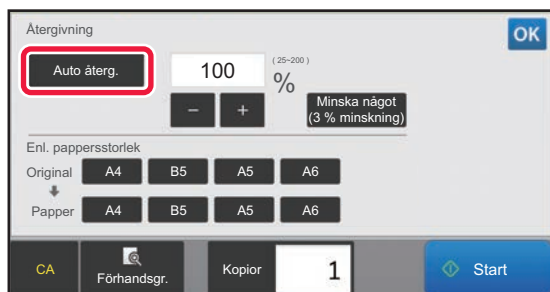 Återgivning
OK
Auto återg.
100
(25~200)
%
− +
Minska något
(3 % minskning)
Enl. pappersstorlek
Original A4 B5 A5 A6
Papper A4 B5 A5 A6
CA
Förhandsgr.
Kopior
1
Start